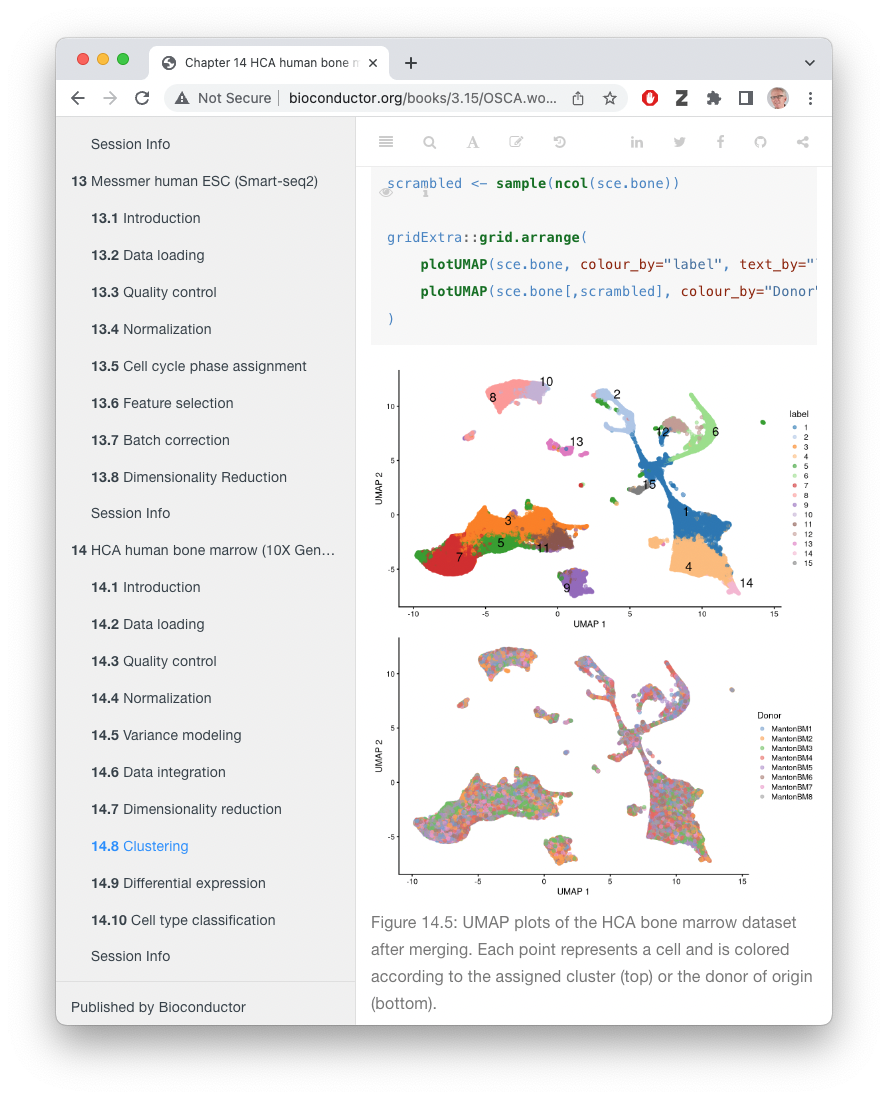 Chapter 14 HCA human bone m
Not Secure
bioconductor.org/books/3.15/OSCA.wo...
Session Info
13 Messmer human ESC (Smart-seq2)
13.1 Introduction
13.2 Data loading
13.3 Quality control
13.4 Normalization
13.5 Cell cycle phase assignment
13.6 Feature selection
13.7 Batch correction
13.8 Dimensionality Reduction
Session Info
14 HCA human bone marrow (10X Gen…
14.1 Introduction
14.2 Data loading
14.3 Quality control
14.4 Normalization
14.5 Variance modeling
14.6 Data integration
14.7 Dimensionality reduction
14.8 Clustering
14.9 Differential expression
14.10 Cell type classification
Session Info
Published by Bioconductor
scrambled <- sample(ncol(sce.bone))
gridExtra::grid.arrange(
plotUMAP(sce.bone, colour_by="label", text_by="
plotUMAP(sce.bone[,scrambled], colour_by="Donor"
)
UMAP 2
10
5
0
-5
-10
-5
0
5
10
15
UMAP 1
8
10
2
12
6
13
15
3
1
5
11
7
4
9
14
label
1
2
3
4
5
6
7
8
9
10
11
12
13
14
15
UMAP 2
10
5
0
-5
-10
-5
0
5
10
15
UMAP 1
Donor
MantonBM1
MantonBM2
MantonBM3
MantonBM4
MantonBM5
MantonBM6
MantonBM7
MantonBM8
Figure 14.5: UMAP plots of the HCA bone marrow dataset
after merging. Each point represents a cell and is colored
according to the assigned cluster (top) or the donor of origin
(bottom).